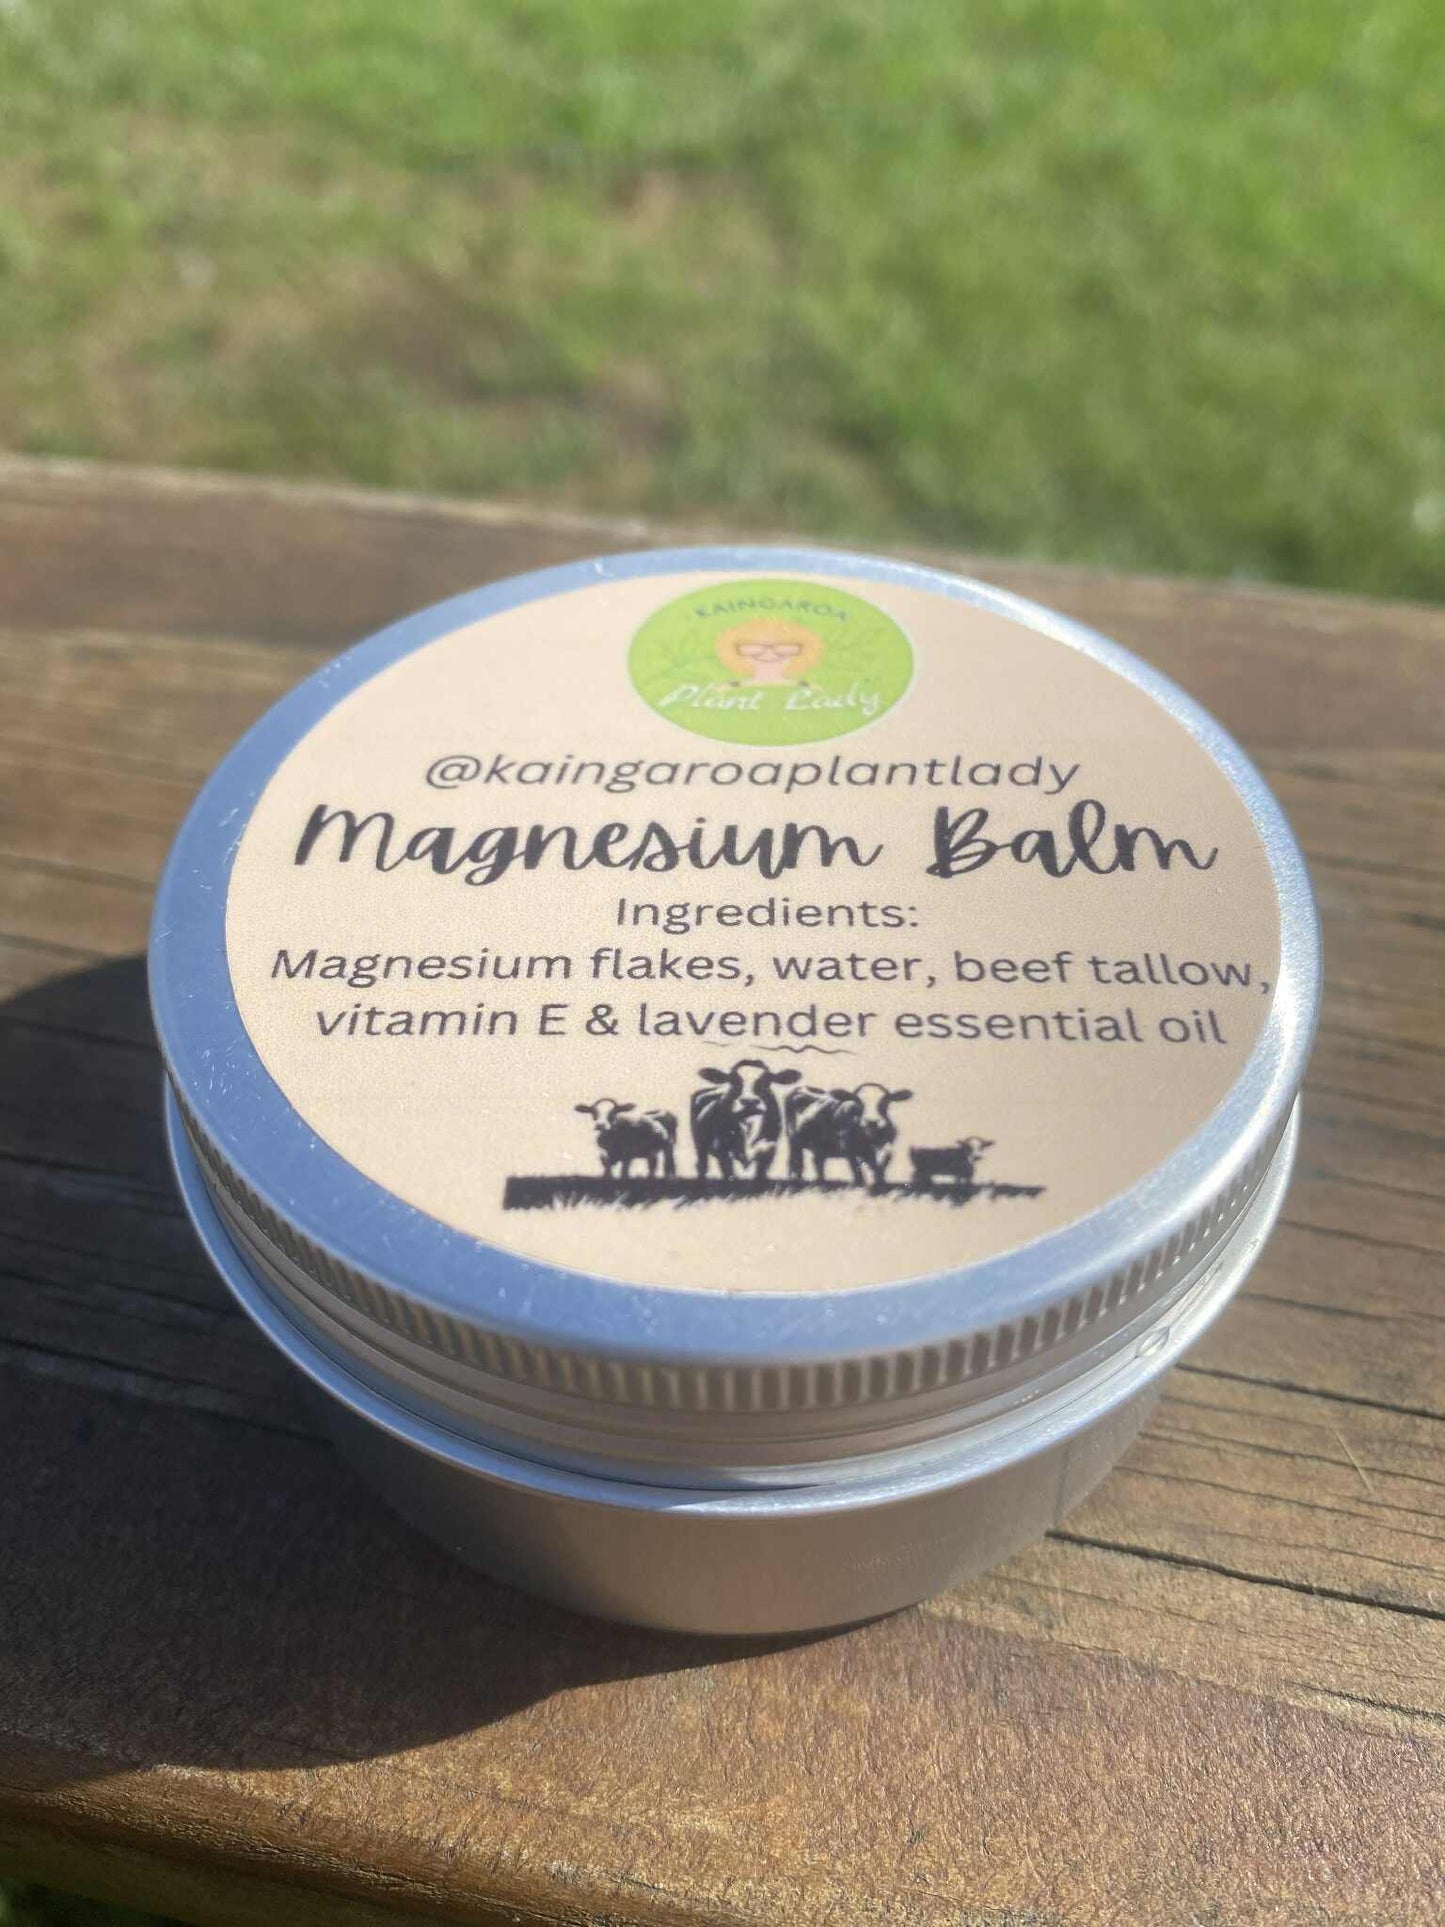 KAINGAROA
Plant Lady
@kaingaroaplantlady
Magnesium Balm
Ingredients:
Magnesium flakes, water, beef tallow,
vitamin E & lavender essential oil